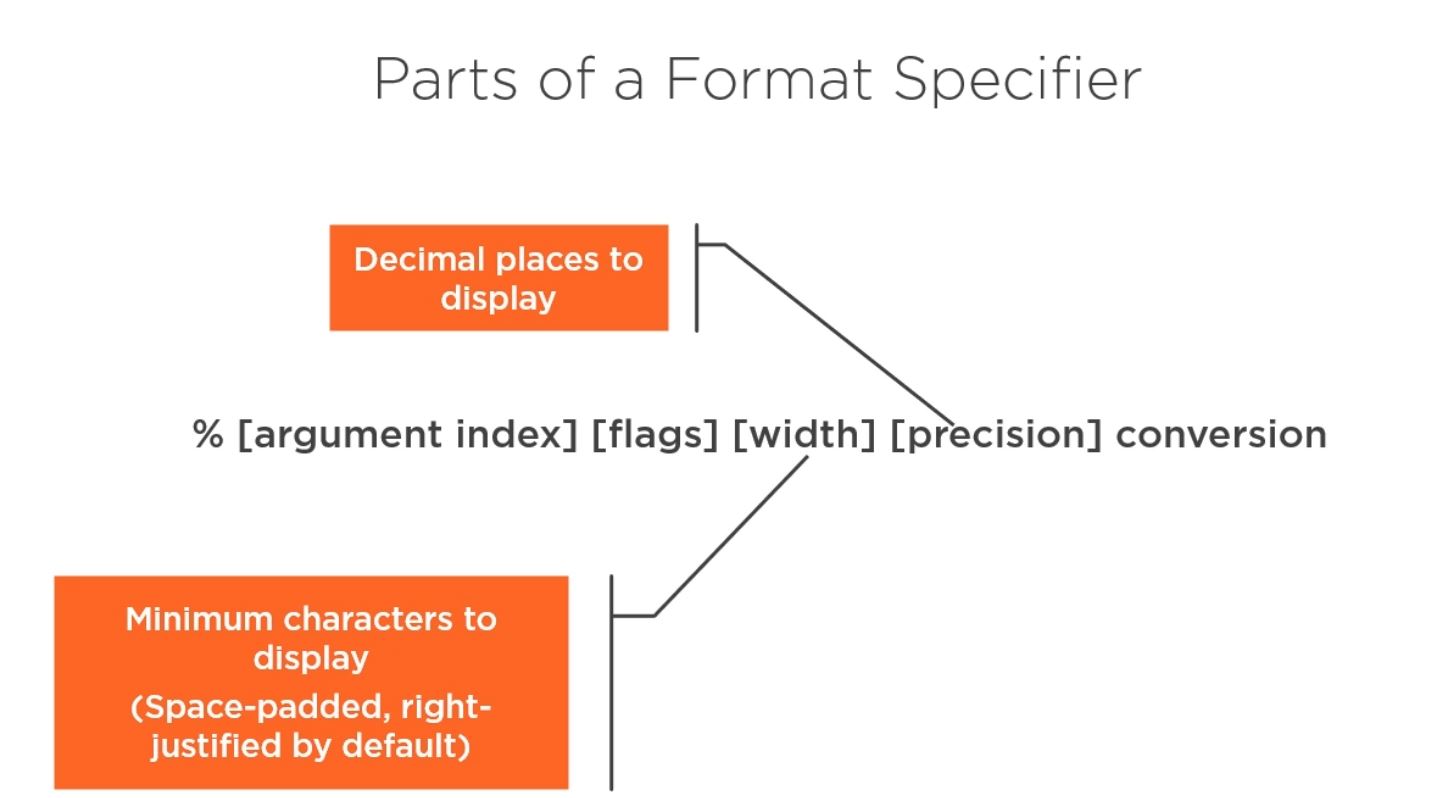 Parts of a Format Specifier
Decimal places to
display
% [argument index] [flags] [width] [precision] conversion
Minimum characters to
display
(Space-padded, right-
justified by default)